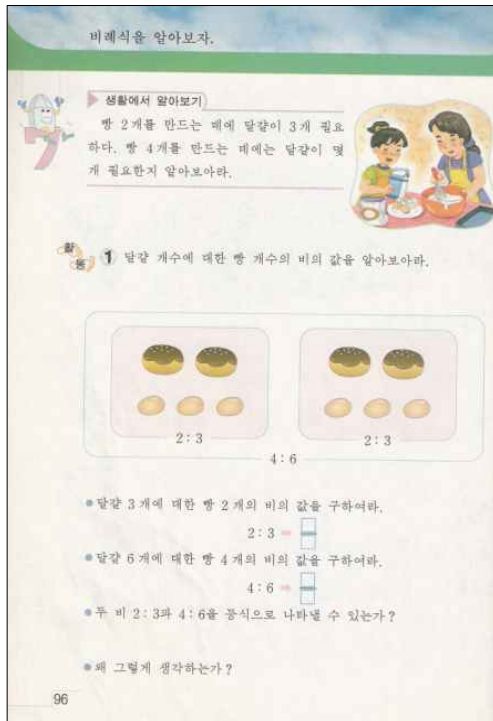 비례식을 알아보자.
생활에서 알아보기
빵 2개를 만드는 데에 달걀이 3개 필요
하다. 빵 4개를 만드는 데에는 달걀이 몇
개 필요한지 알아보아라.
활동 1 달걀 개수에 대한 빵 개수의 비의 값을 알아보아라.
2 : 3
2 : 3
4 : 6
달걀 3개에 대한 빵 2개의 비의 값을 구하여라.
2 : 3
달걀 6개에 대한 빵 4개의 비의 값을 구하여라.
4 : 6
두 비 2 : 3과 4 : 6을 등식으로 나타낼 수 있는가?
왜 그렇게 생각하는가?
96